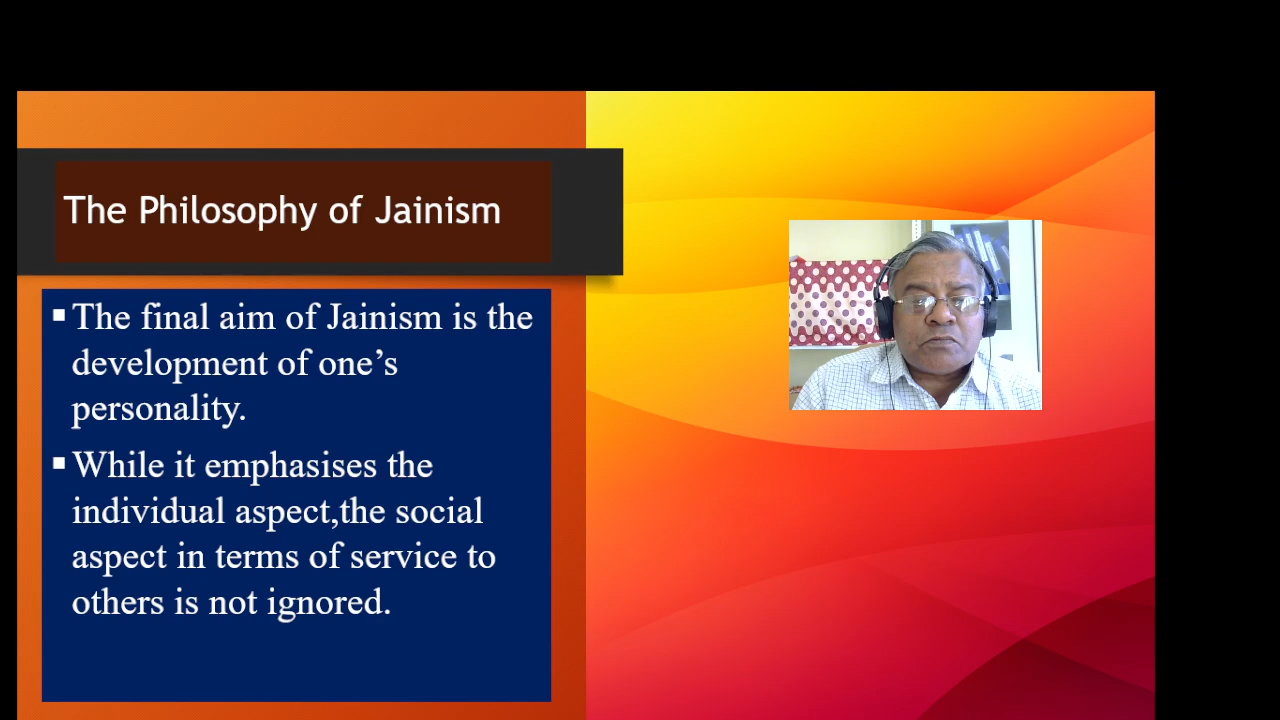 The Philosophy of Jainism
▪The final aim of Jainism is the
development of one’s
personality.
▪While it emphasises the
individual aspect,the social
aspect in terms of service to
others is not ignored.